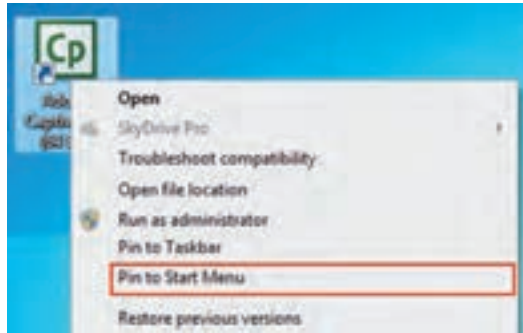 Cp
Open
SkyDrive Pro
Troubleshoot compatibility
Open file location
Run as administrator
Pin to Taskbar
Pin to Start Menu
Restore previous versions